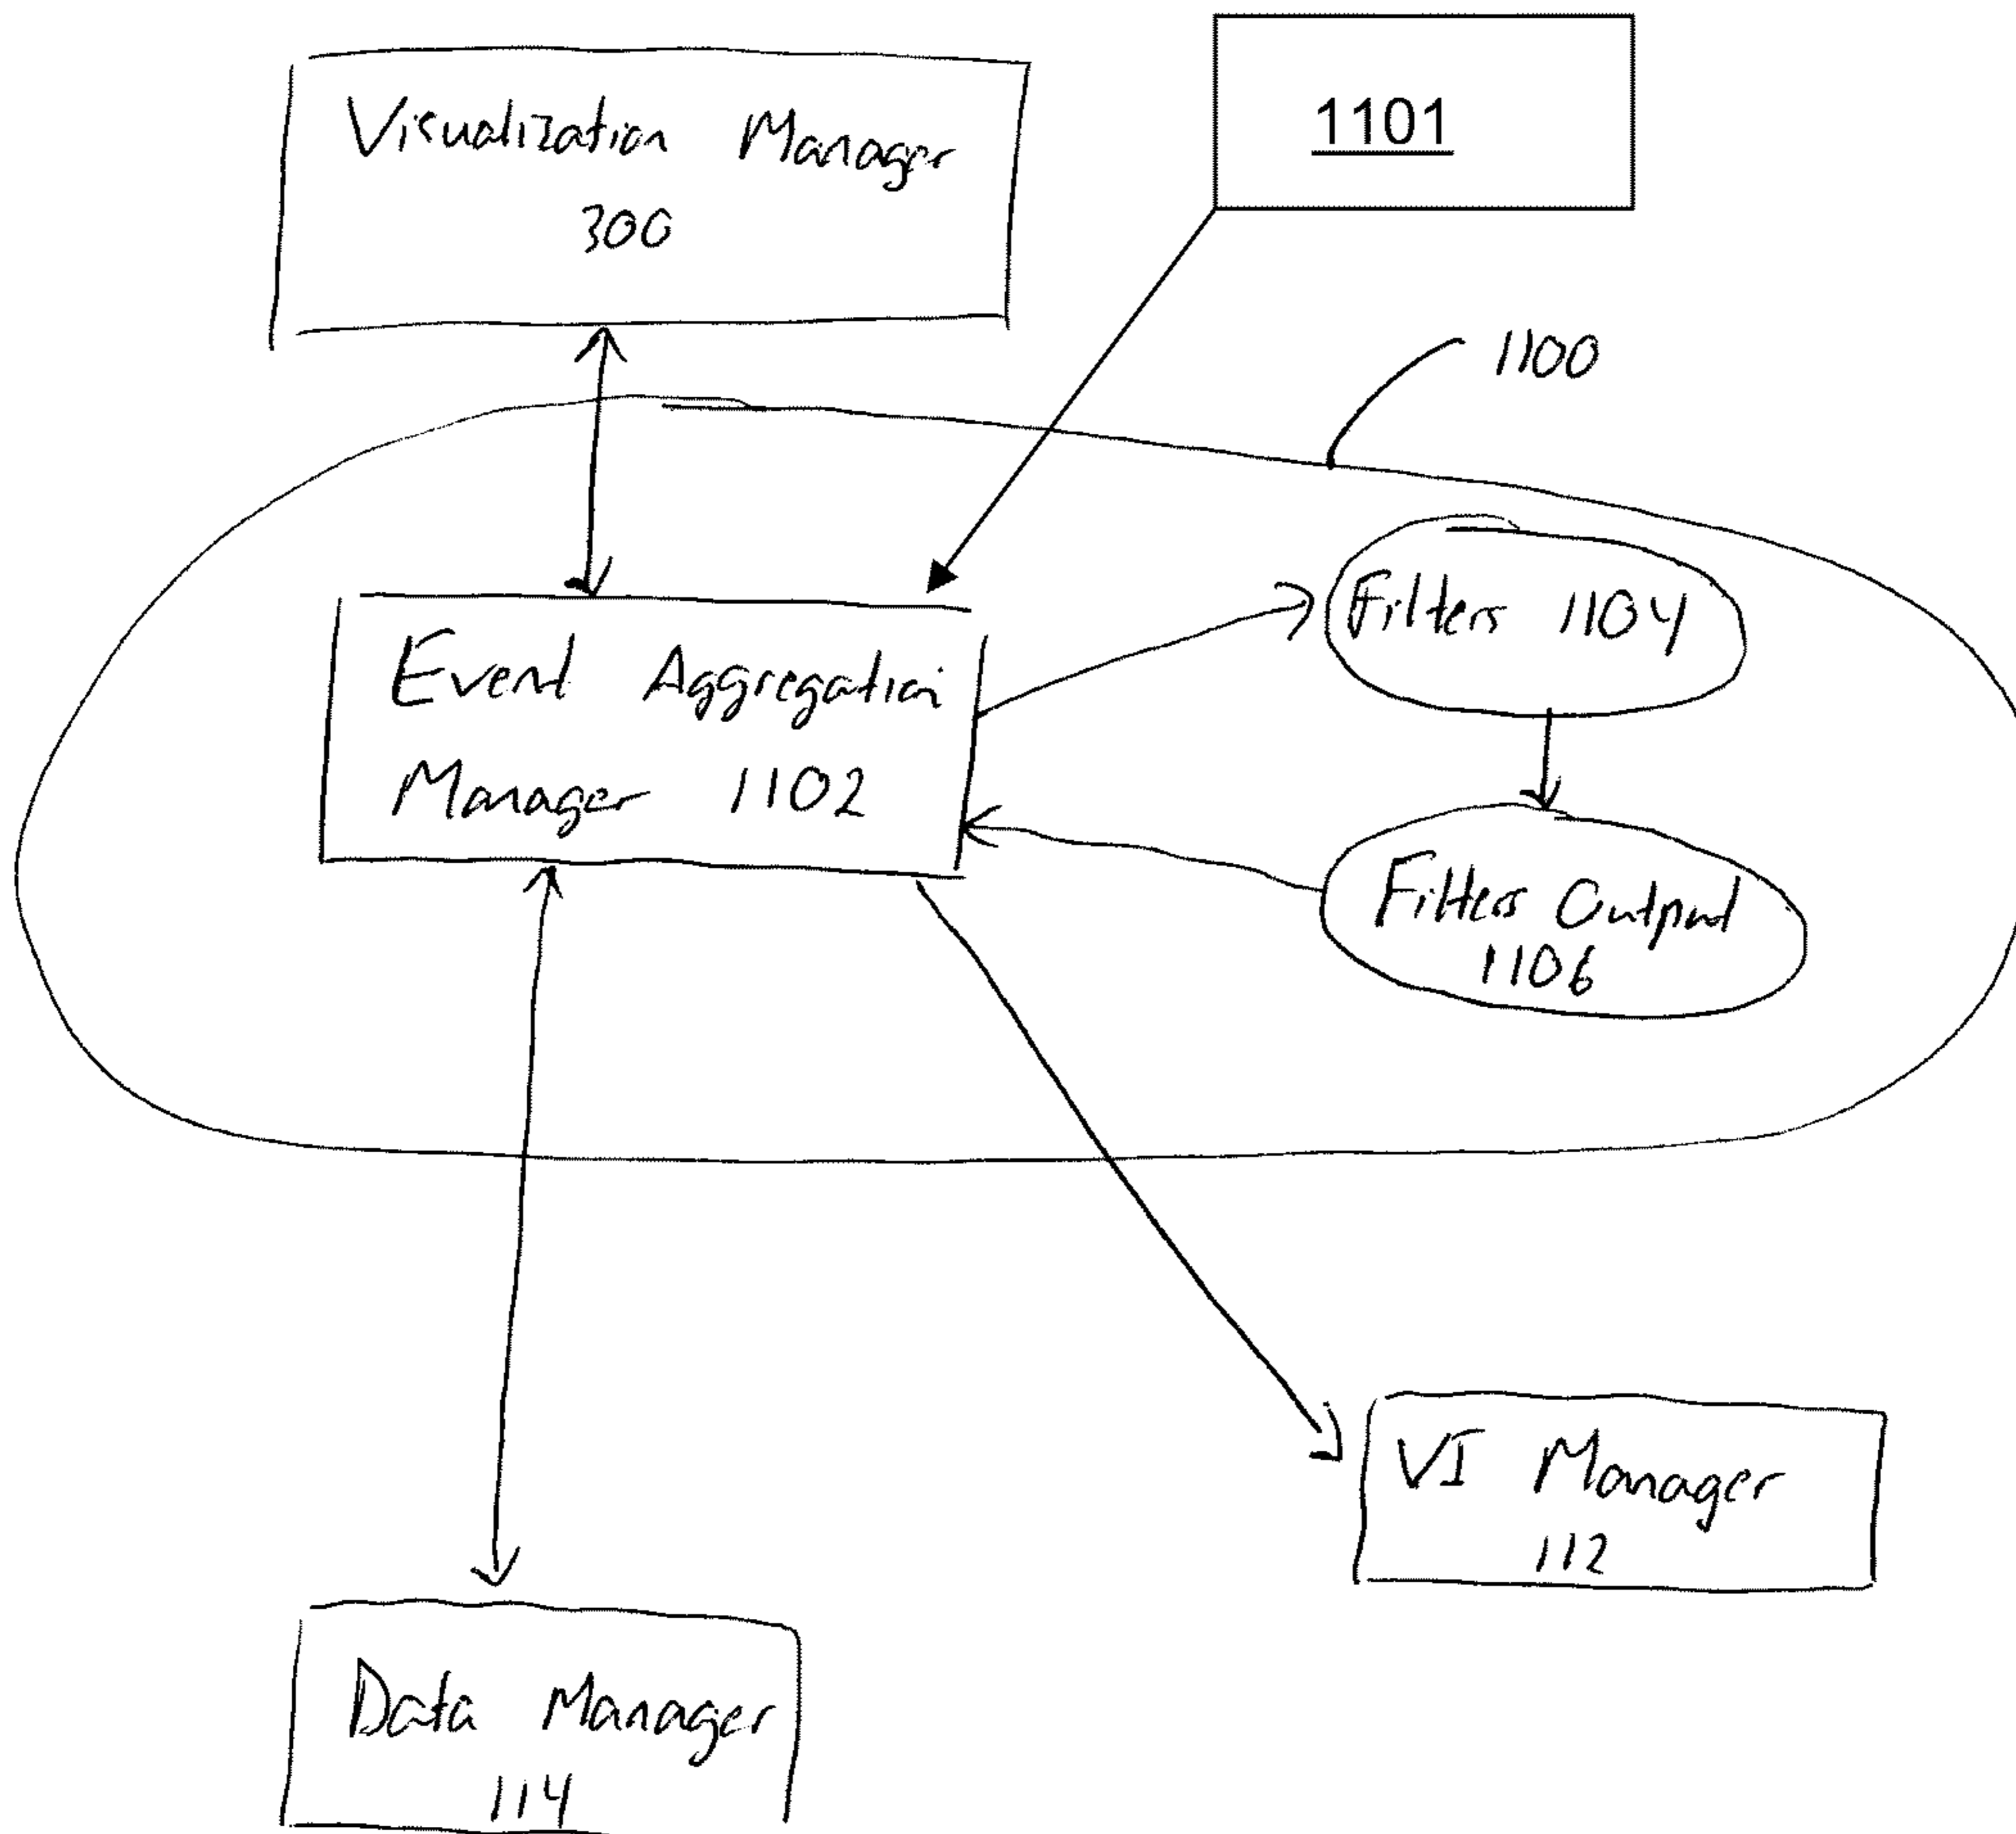 Visualization Manager
300
1101
1100
Event Aggregation
Manager 1102
Filters 1104
Filters Output
1106
VI Manager
112
Data Manager
114